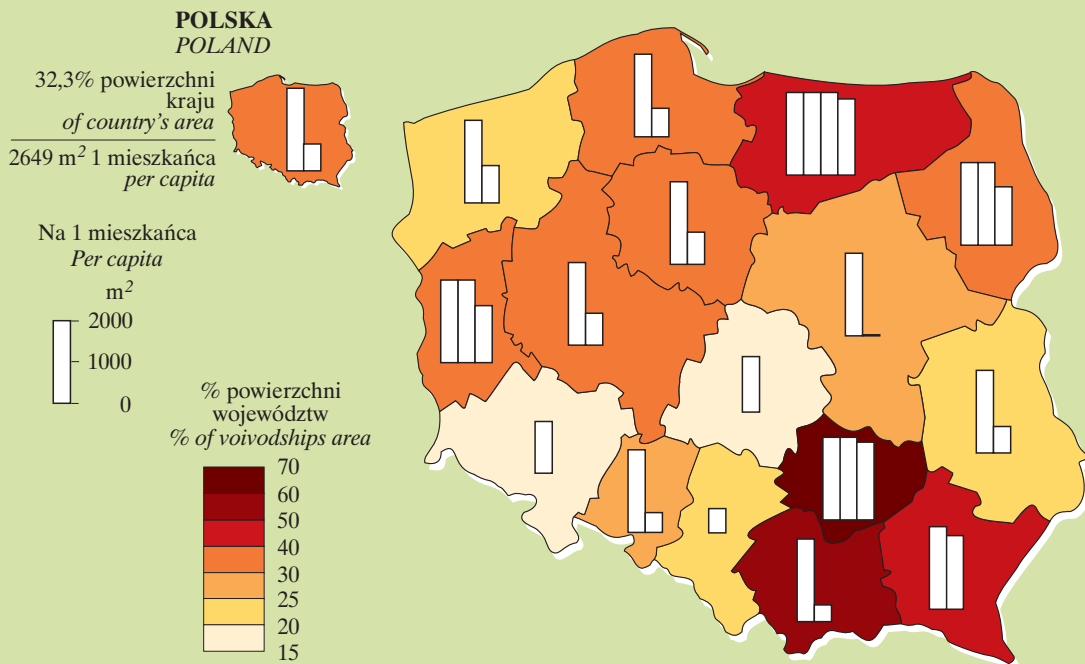 POLSKA
POLAND
32,3% powierzchni
kraju
of country's area
2649 m² 1 mieszkańca
per capita
Na 1 mieszkańca
Per capita
m²
2000
1000
0
% powierzchni
województw
% of voivodships area
70
60
50
40
30
25
20
15